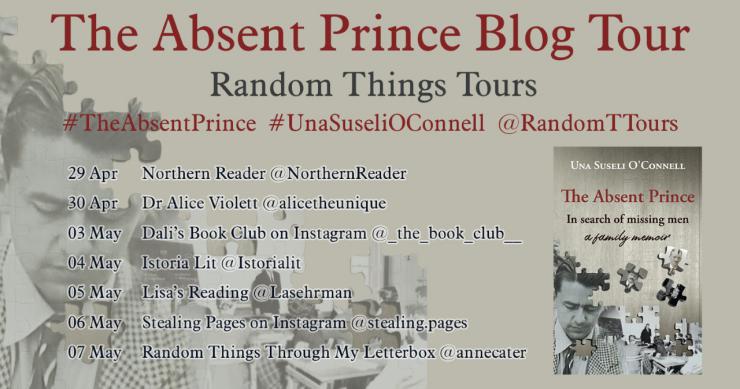 The Absent Prince Blog Tour
Random Things Tours
#TheAbsentPrince #UnaSuseliOConnell @RandomTTours
29 Apr Northern Reader @NorthernReader
30 Apr Dr Alice Violett @alicetheunique
03 May Dali's Book Club on Instagram @_the_book_club__
04 May Istoria Lit @Istorialit
05 May Lisa's Reading @Lasehrman
06 May Stealing Pages on Instagram @stealing.pages
07 May Random Things Through My Letterbox @annecater
Una Suseli O'Connell
The Absent Prince
In search of missing men
a family memoir